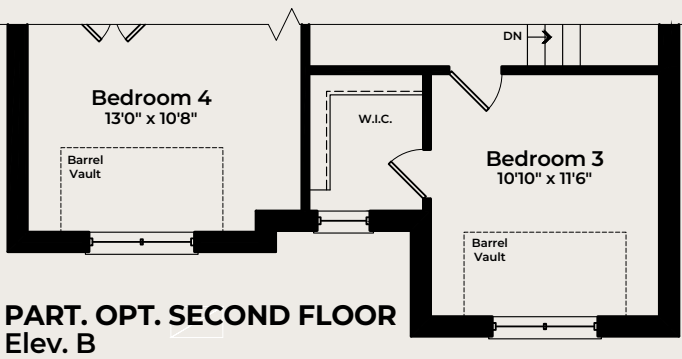 DN
Bedroom 4
13'0" x 10'8"
Barrel
Vault
W.I.C.
Bedroom 3
10'10" x 11'6"
Barrel
Vault
PART. OPT. SECOND FLOOR
Elev. B